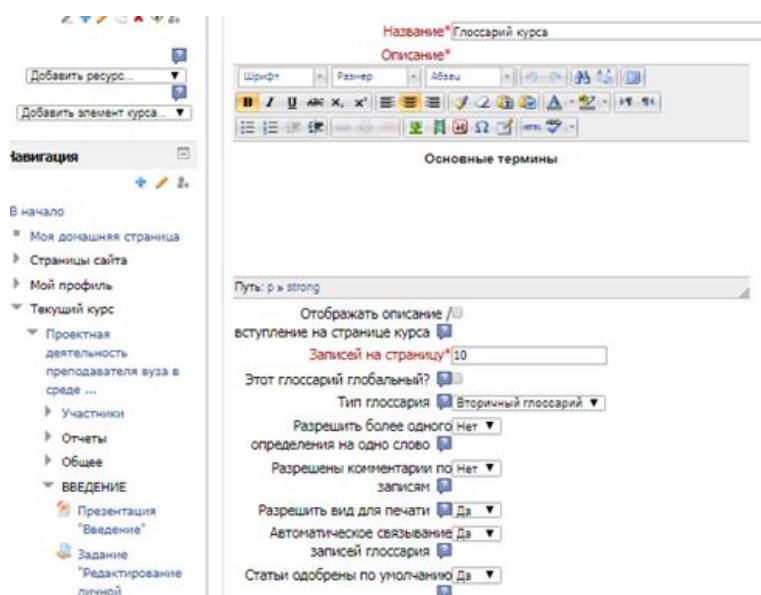 Добавить ресурс...
Добавить элемент курса...
Навигация
В начало
Моя домашняя страница
Страницы сайта
Мой профиль
Текущий курс
Проектная
деятельность
преподавателя вуза в
среде ...
Участники
Отчеты
Общее
ВВЕДЕНИЕ
Презентация
"Введение"
Задание
"Редактирование
личной
Название* Глоссарий курса
Описание*
Шрифт Размер Абзац
B I U ABC X, X²
HTML
Основные термины
Путь: p » strong
Отображать описание /
вступление на странице курса
Записей на страницу* 10
Этот глоссарий глобальный?
Тип глоссария Вторичный глоссарий
Разрешить более одного Нет
определения на одно слово
Разрешены комментарии по Нет
записям
Разрешить вид для печати Да
Автоматическое связывание Да
записей глоссария
Статьи одобрены по умолчанию Да